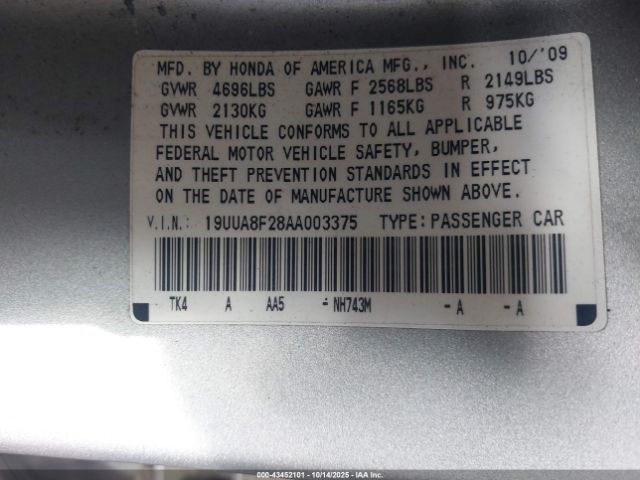 MFD. BY HONDA OF AMERICA MFG., INC. 10/'09
GVWR 4696LBS GAWR F 2568LBS R 2149LBS
GVWR 2130KG GAWR F 1165KG R 975KG
THIS VEHICLE CONFORMS TO ALL APPLICABLE
FEDERAL MOTOR VEHICLE SAFETY, BUMPER,
AND THEFT PREVENTION STANDARDS IN EFFECT
ON THE DATE OF MANUFACTURE SHOWN ABOVE.
V.I.N.: 19UUA8F28AA003375 TYPE:PASSENGER CAR
TK4 A AA5 - NH743M - A - A
000-43452101 - 10/14/2025 - IAA Inc.